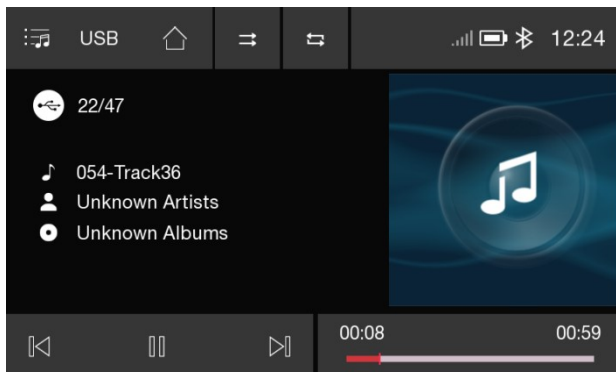 USB
12:24
22/47
054-Track36
Unknown Artists
Unknown Albums
00:08
00:59